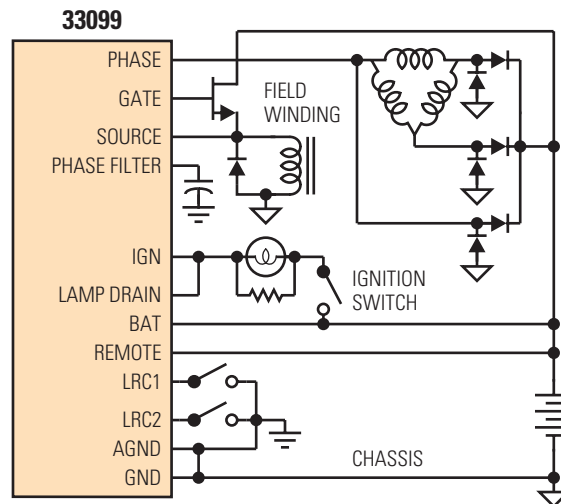 33099
PHASE
GATE
SOURCE
PHASE FILTER
FIELD
WINDING
IGN
LAMP DRAIN
BAT
REMOTE
LRC1
LRC2
AGND
GND
IGNITION
SWITCH
CHASSIS